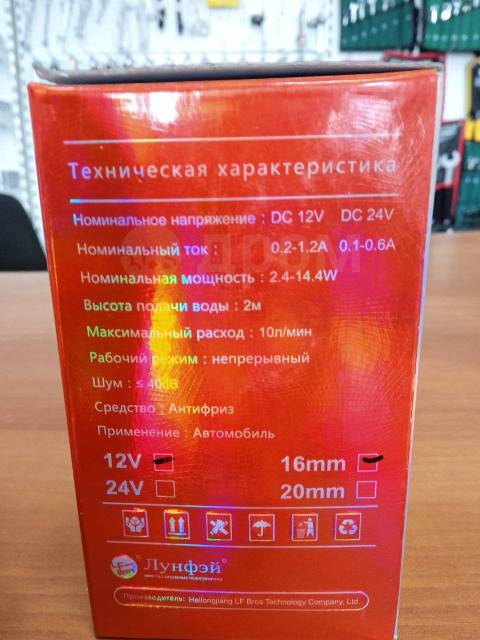 Техническая характеристика
Номинальное напряжение : DC 12V DC 24V
Номинальный ток : 0.2-1.2A 0.1-0.6A
Номинальная мощность : 2.4-14.4W
Высота подачи воды : 2м
Максимальный расход : 10л/мин
Рабочий режим : непрерывный
Шум : ≤ 40dB
Средство : Антифриз
Применение : Автомобиль
12V 16mm
24V 20mm
LF Bros ® Лунфэй®
Производитель: Heilongjiang LF Bros Technology Company, Ltd.